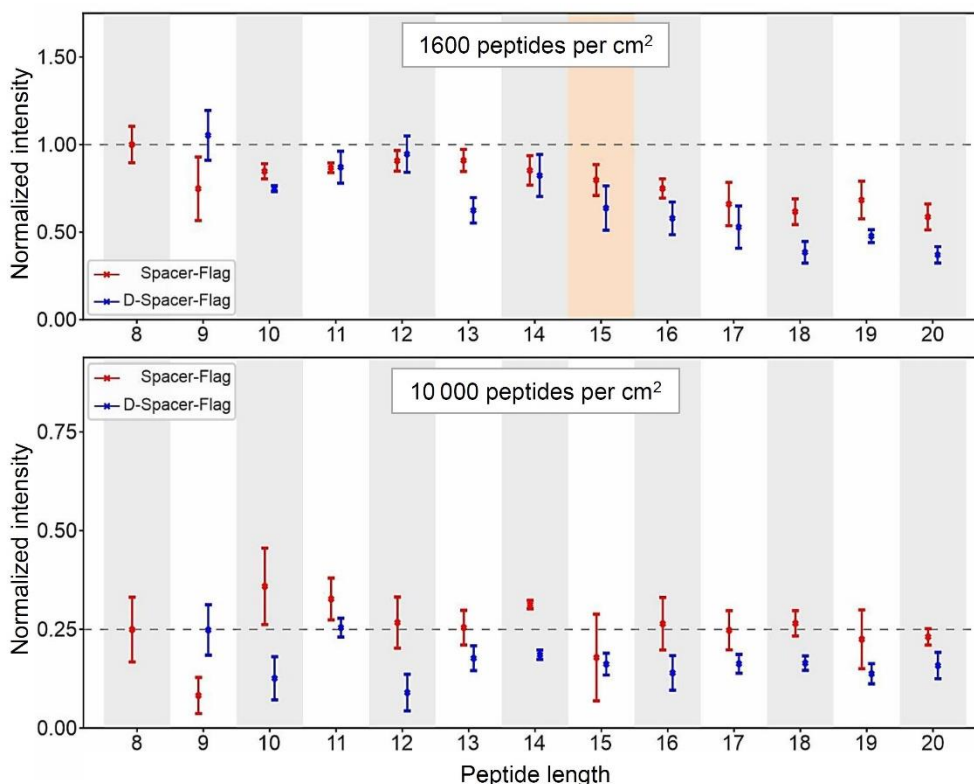 1600 peptides per cm²
Normalized intensity
1.50
1.00
0.50
0.00
Spacer-Flag
D-Spacer-Flag
8 9 10 11 12 13 14 15 16 17 18 19 20
10 000 peptides per cm²
Normalized intensity
0.75
0.50
0.25
0.00
Spacer-Flag
D-Spacer-Flag
8 9 10 11 12 13 14 15 16 17 18 19 20
Peptide length